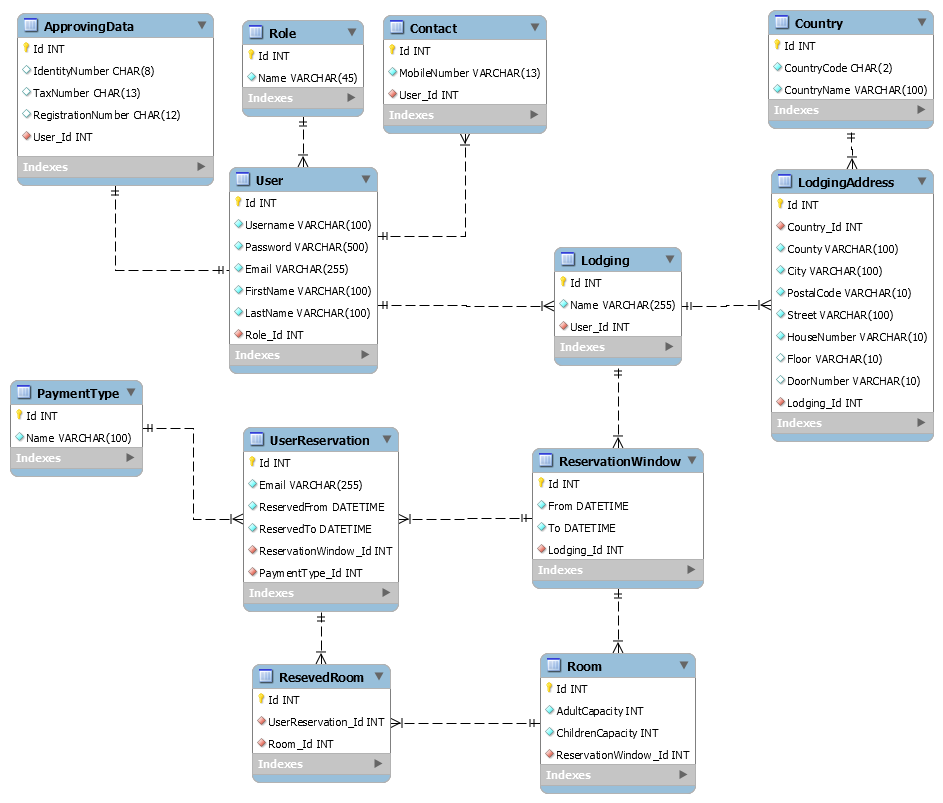 ApprovingData
Id INT
IdentityNumber CHAR(8)
TaxNumber CHAR(13)
RegistrationNumber CHAR(12)
User_Id INT
Indexes
Role
Id INT
Name VARCHAR(45)
Indexes
Contact
Id INT
MobileNumber VARCHAR(13)
User_Id INT
Indexes
Country
Id INT
CountryCode CHAR(2)
CountryName VARCHAR(100)
Indexes
User
Id INT
Username VARCHAR(100)
Password VARCHAR(500)
Email VARCHAR(255)
FirstName VARCHAR(100)
LastName VARCHAR(100)
Role_Id INT
Indexes
Lodging
Id INT
Name VARCHAR(255)
User_Id INT
Indexes
LodgingAddress
Id INT
Country_Id INT
County VARCHAR(100)
City VARCHAR(100)
PostalCode VARCHAR(10)
Street VARCHAR(100)
HouseNumber VARCHAR(10)
Floor VARCHAR(10)
DoorNumber VARCHAR(10)
Lodging_Id INT
Indexes
PaymentType
Id INT
Name VARCHAR(100)
Indexes
UserReservation
Id INT
Email VARCHAR(255)
ReservedFrom DATETIME
ReservedTo DATETIME
ReservationWindow_Id INT
PaymentType_Id INT
Indexes
ReservationWindow
Id INT
From DATETIME
To DATETIME
Lodging_Id INT
Indexes
ResevedRoom
Id INT
UserReservation_Id INT
Room_Id INT
Indexes
Room
Id INT
AdultCapacity INT
ChildrenCapacity INT
ReservationWindow_Id INT
Indexes